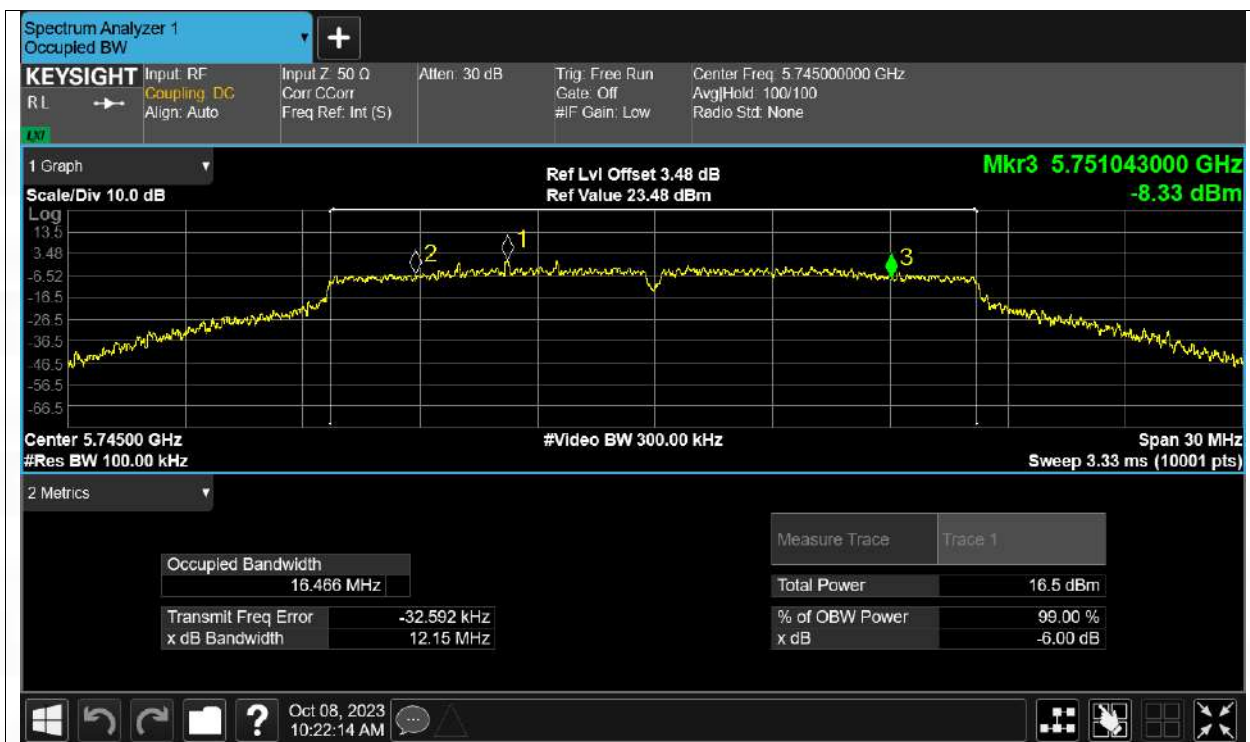 Spectrum Analyzer 1
Occupied BW
KEYSIGHT
RL
LXI
Input: RF
Coupling: DC
Align: Auto
Input Z: 50 Ω
Corr CCorr
Freq Ref: Int (S)
Atten: 30 dB
Trig: Free Run
Gate: Off
#IF Gain: Low
Center Freq: 5.745000000 GHz
Avg|Hold: 100/100
Radio Std: None
1 Graph
Scale/Div 10.0 dB
Ref Lvl Offset 3.48 dB
Ref Value 23.48 dBm
Mkr3 5.751043000 GHz
-8.33 dBm
Log
13.5
3.48
-6.52
-16.5
-26.5
-36.5
-46.5
-56.5
-66.5
2
1
3
Center 5.74500 GHz
#Res BW 100.00 kHz
#Video BW 300.00 kHz
Span 30 MHz
Sweep 3.33 ms (10001 pts)
2 Metrics
Measure Trace Trace 1
Occupied Bandwidth
16.466 MHz
Total Power 16.5 dBm
Transmit Freq Error -32.592 kHz
% of OBW Power 99.00 %
x dB Bandwidth 12.15 MHz
x dB -6.00 dB
?
Oct 08, 2023
10:22:14 AM